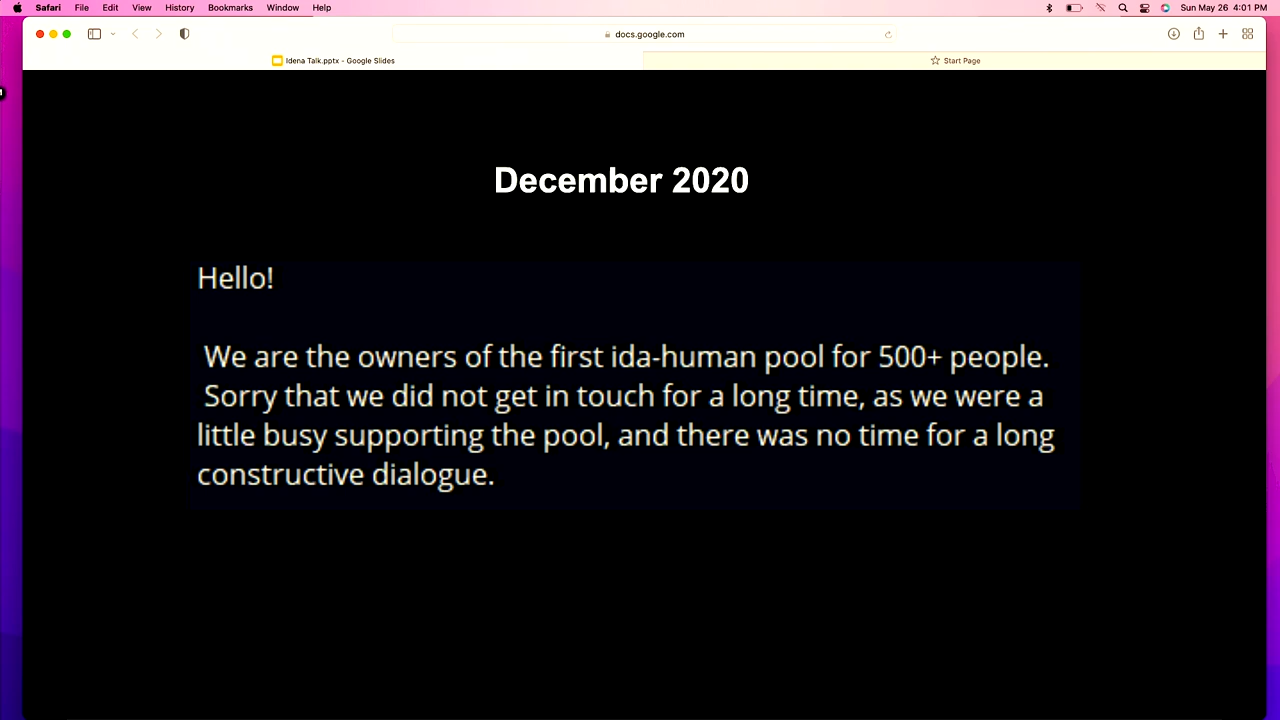 Safari File Edit View History Bookmarks Window Help Sun May 26 4:01 PM
docs.google.com
Idena Talk.pptx - Google Slides Start Page
December 2020
Hello!
We are the owners of the first ida-human pool for 500+ people.
Sorry that we did not get in touch for a long time, as we were a
little busy supporting the pool, and there was no time for a long
constructive dialogue.